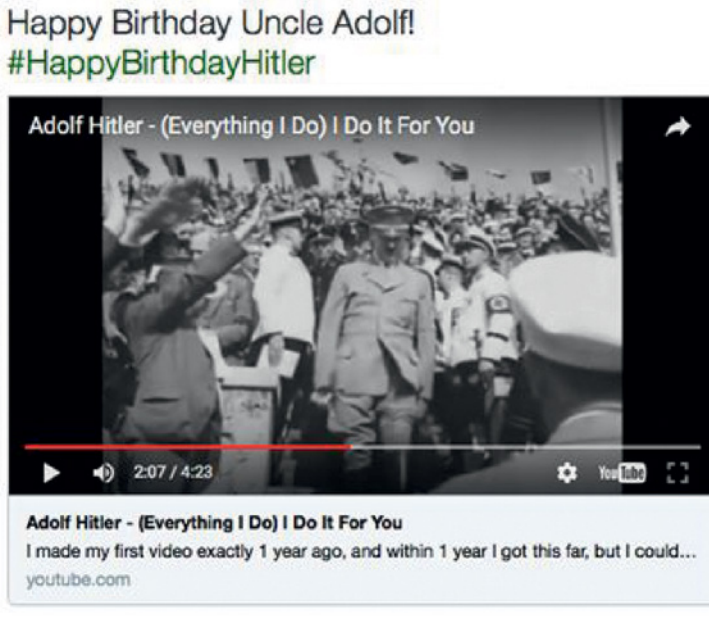 Happy Birthday Uncle Adolf!
#HappyBirthdayHitler
Adolf Hitler - (Everything I Do) I Do It For You
2:07 / 4:23
YouTube
Adolf Hitler - (Everything I Do) I Do It For You
I made my first video exactly 1 year ago, and within 1 year I got this far, but I could...
youtube.com